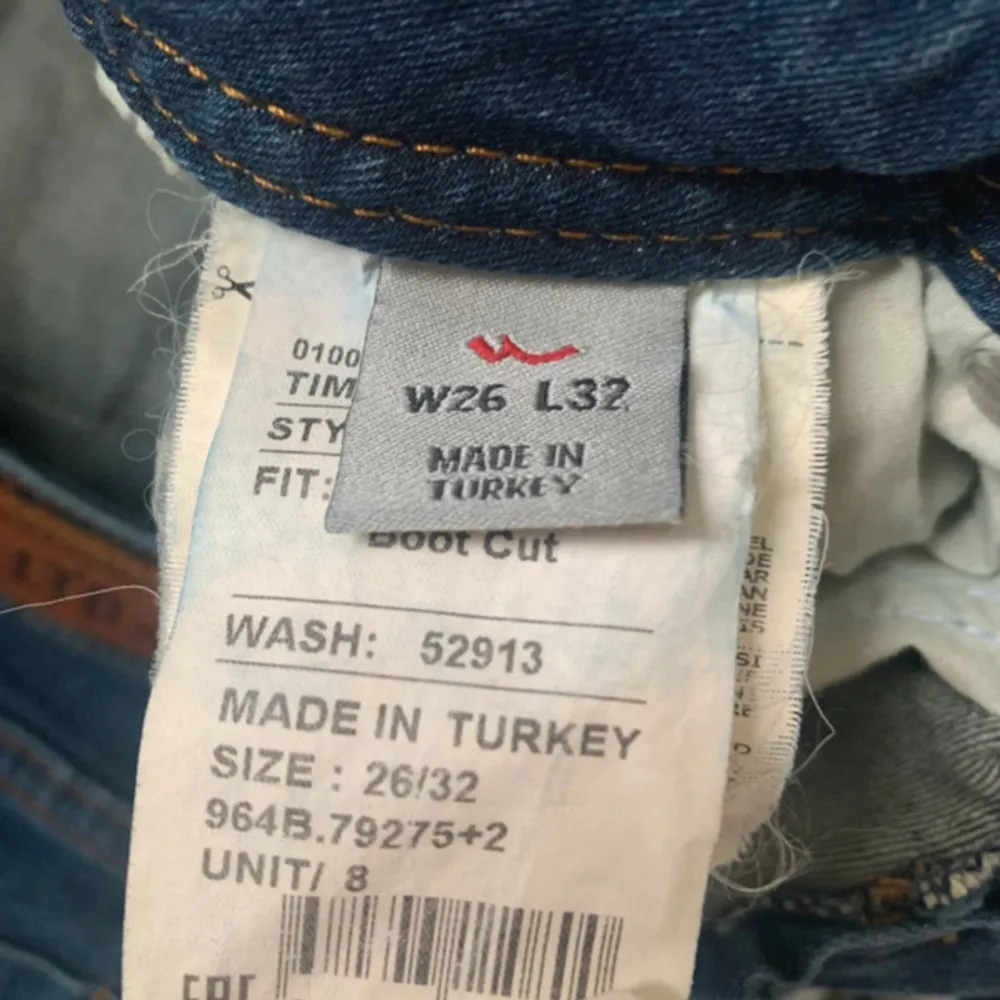 W26 L32
MADE IN
TURKEY
0100
TIM
STY
FIT:
Boot Cut
WASH: 52913
MADE IN TURKEY
SIZE : 26/32
964B.79275+2
UNIT/ 8
LTB